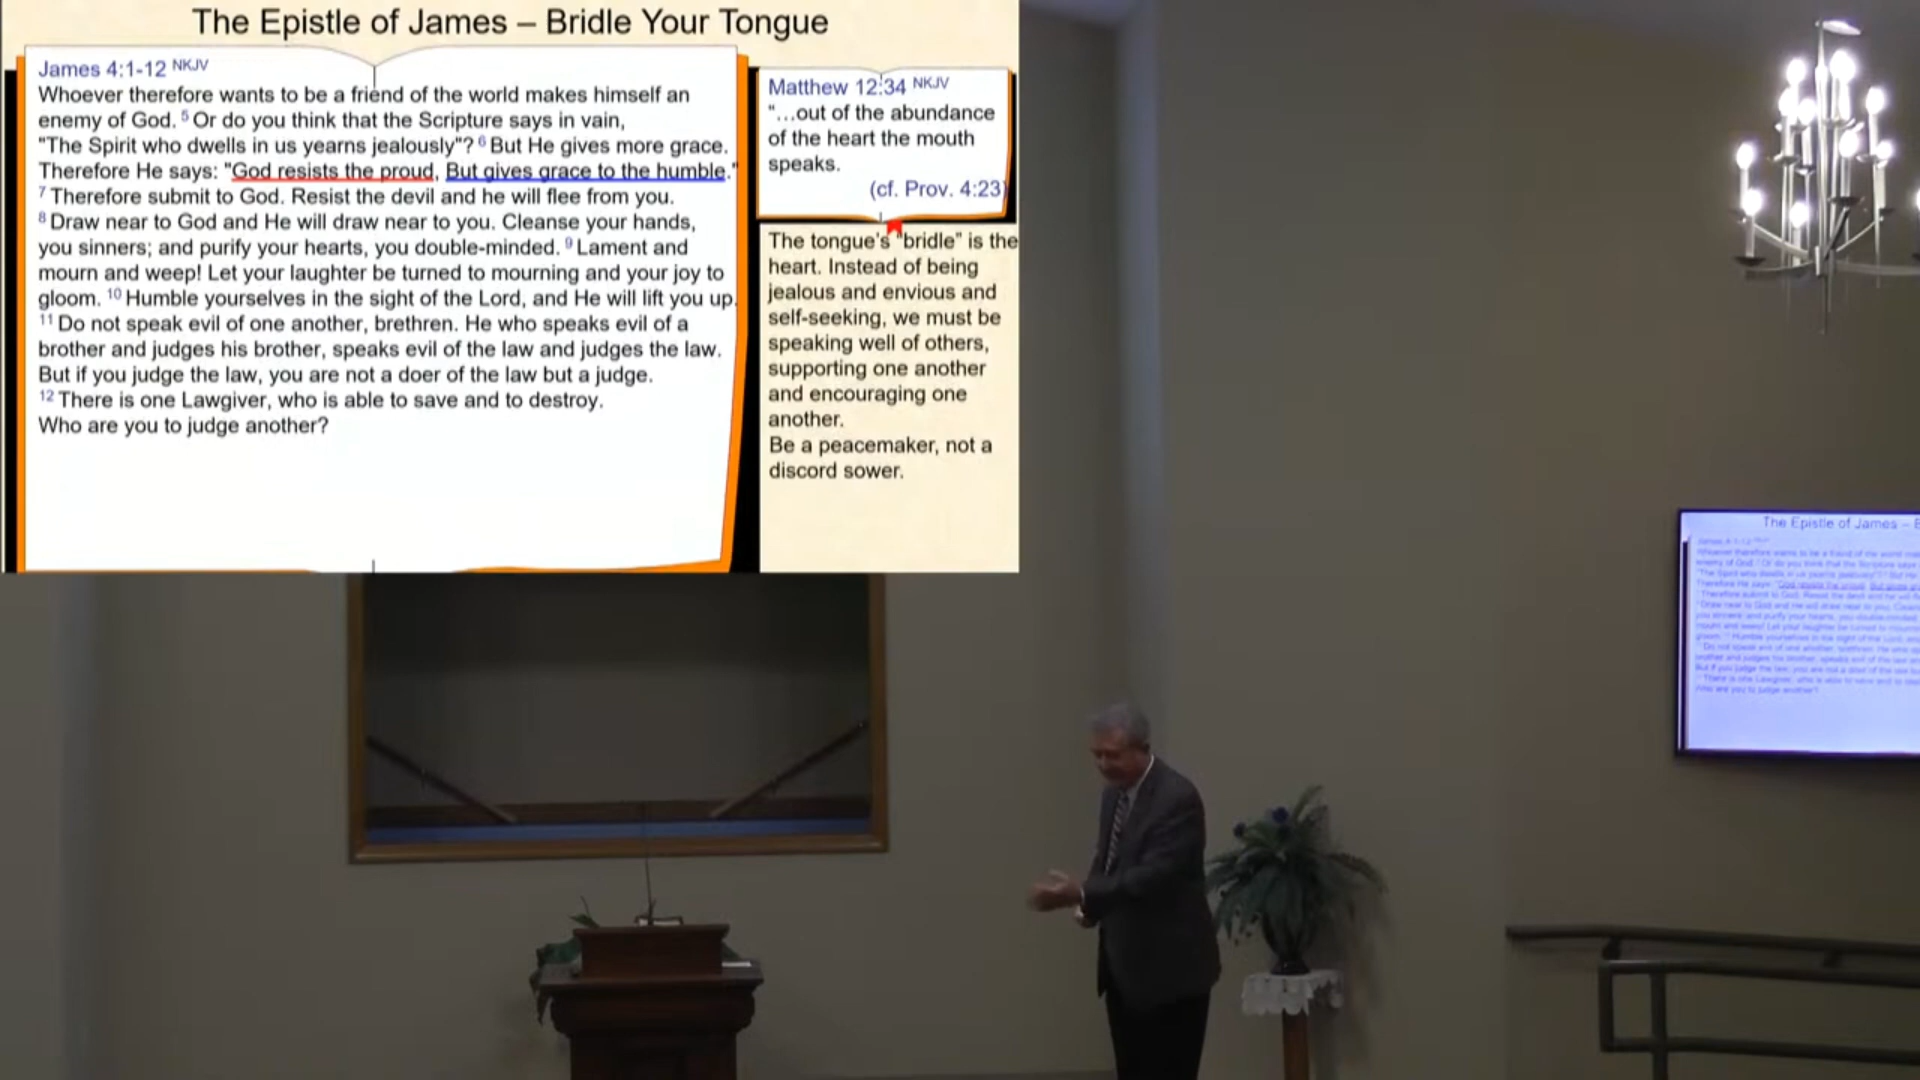 The Epistle of James – Bridle Your Tongue
James 4:1-12 NKJV
Whoever therefore wants to be a friend of the world makes himself an
enemy of God. 5 Or do you think that the Scripture says in vain,
"The Spirit who dwells in us yearns jealously"? 6 But He gives more grace.
Therefore He says: "God resists the proud, But gives grace to the humble."
7 Therefore submit to God. Resist the devil and he will flee from you.
8 Draw near to God and He will draw near to you. Cleanse your hands,
you sinners; and purify your hearts, you double-minded. 9 Lament and
mourn and weep! Let your laughter be turned to mourning and your joy to
gloom. 10 Humble yourselves in the sight of the Lord, and He will lift you up.
11 Do not speak evil of one another, brethren. He who speaks evil of a
brother and judges his brother, speaks evil of the law and judges the law.
But if you judge the law, you are not a doer of the law but a judge.
12 There is one Lawgiver, who is able to save and to destroy.
Who are you to judge another?
Matthew 12:34 NKJV
"…out of the abundance
of the heart the mouth
speaks.
(cf. Prov. 4:23)
The tongue's "bridle" is the
heart. Instead of being
jealous and envious and
self-seeking, we must be
speaking well of others,
supporting one another
and encouraging one
another.
Be a peacemaker, not a
discord sower.
The Epistle of James –